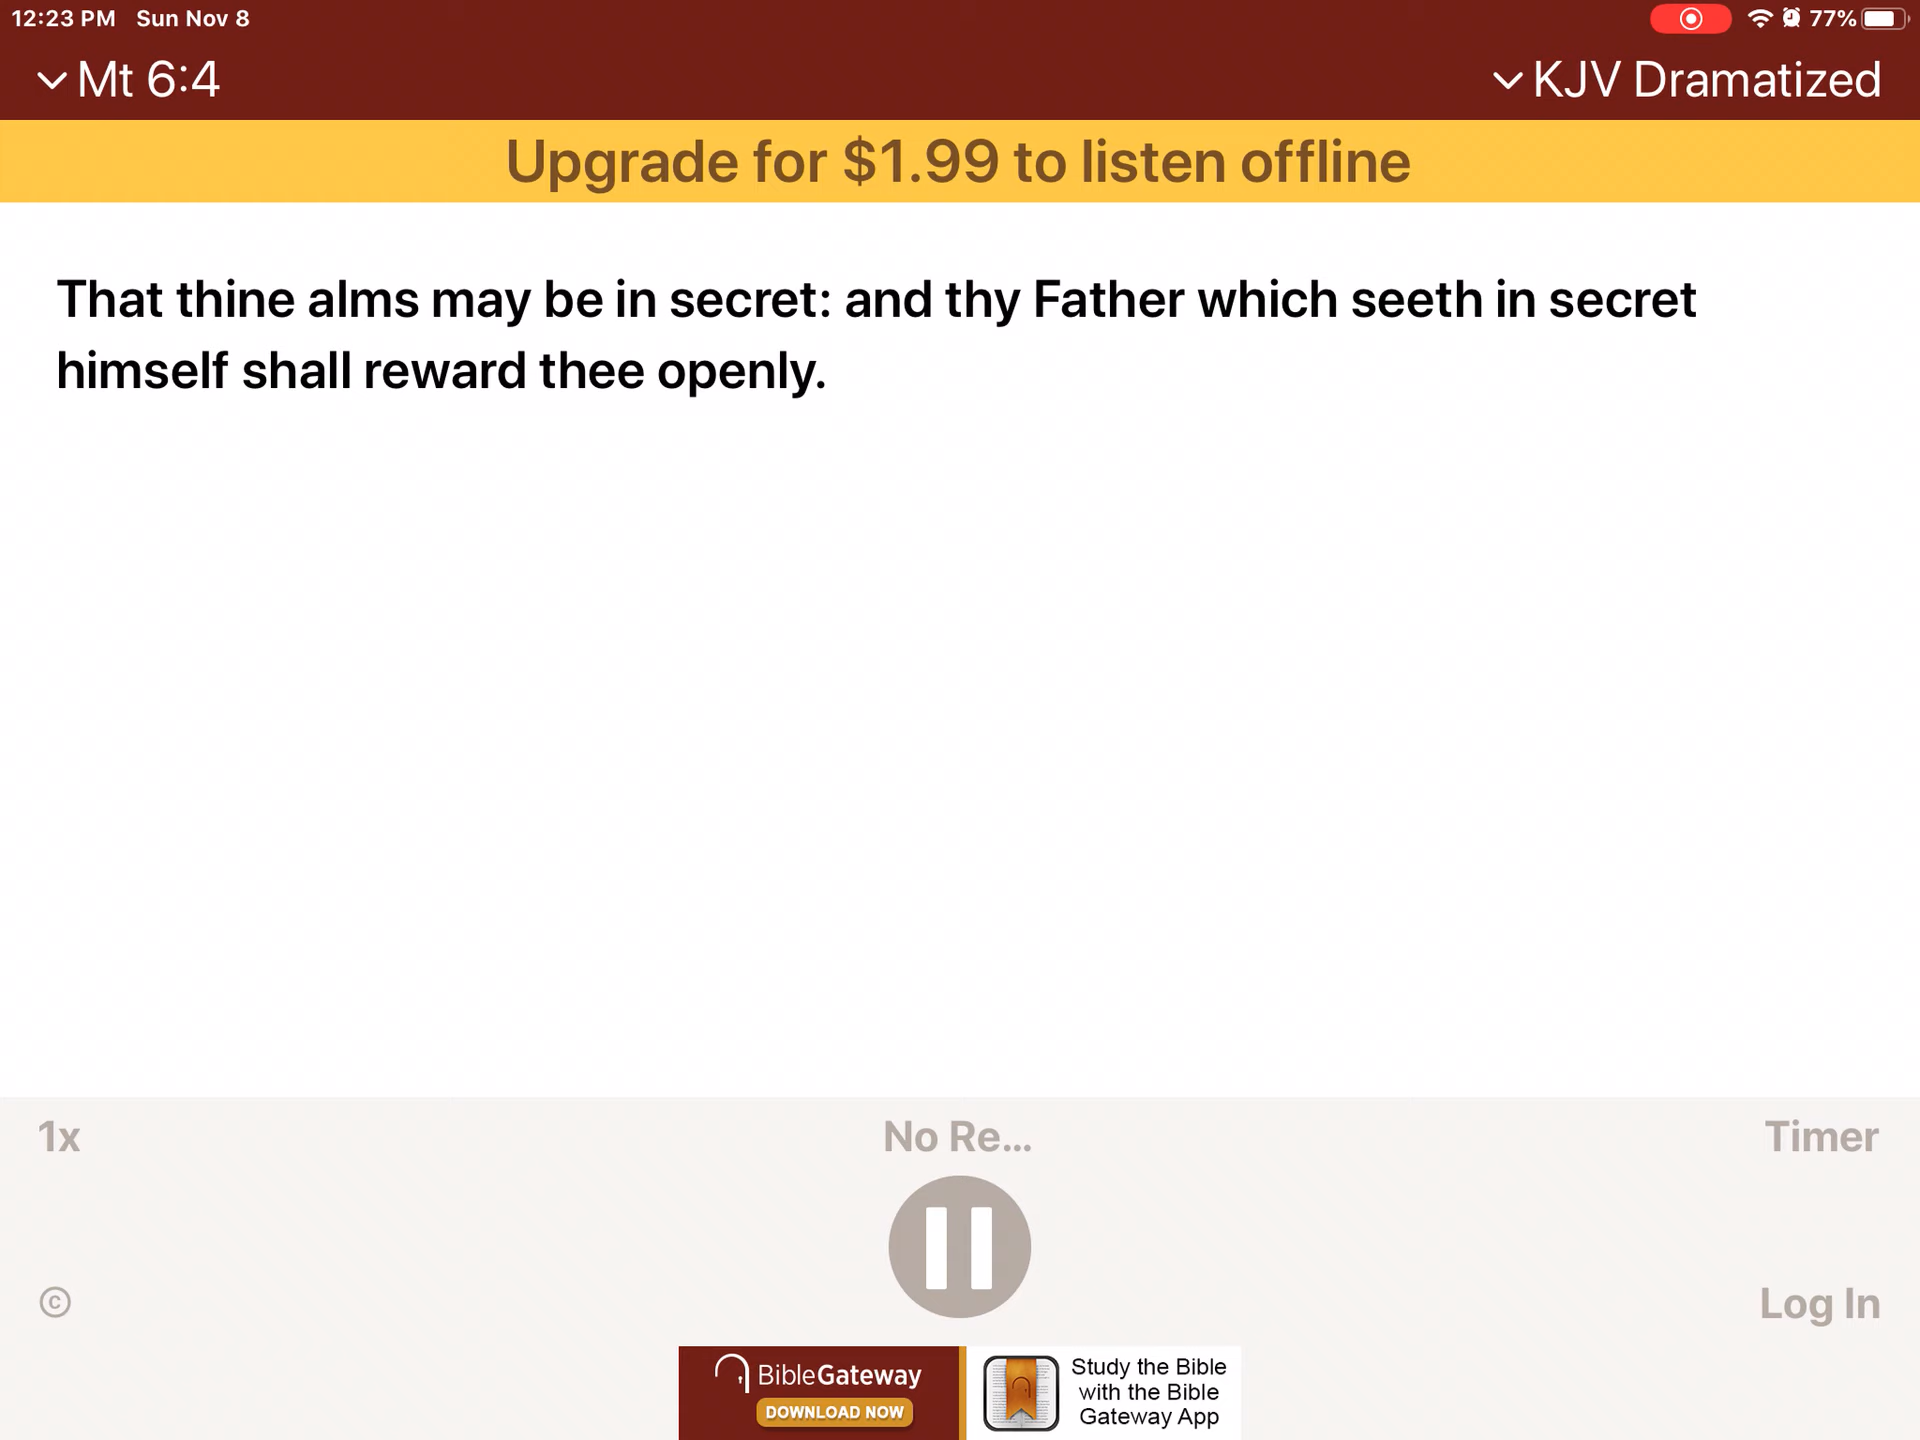 12:23 PM Sun Nov 8
77%
Mt 6:4
KJV Dramatized
Upgrade for $1.99 to listen offline
That thine alms may be in secret: and thy Father which seeth in secret
himself shall reward thee openly.
1x
No Re...
Timer
©
Log In
BibleGateway
DOWNLOAD NOW
Study the Bible
with the Bible
Gateway App